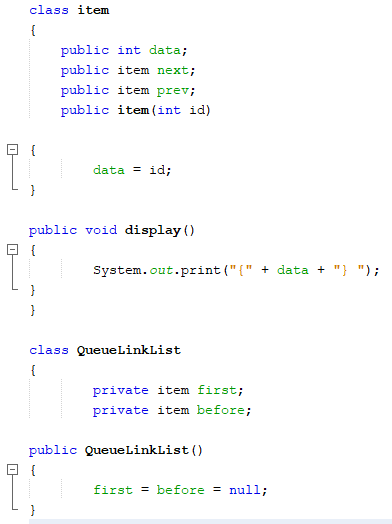 class item
{
public int data;
public item next;
public item prev;
public item(int id)
{
data = id;
}
public void display()
{
System.out.print("{" + data + "} ");
}
}
class QueueLinkList
{
private item first;
private item before;
public QueueLinkList()
{
first = before = null;
}